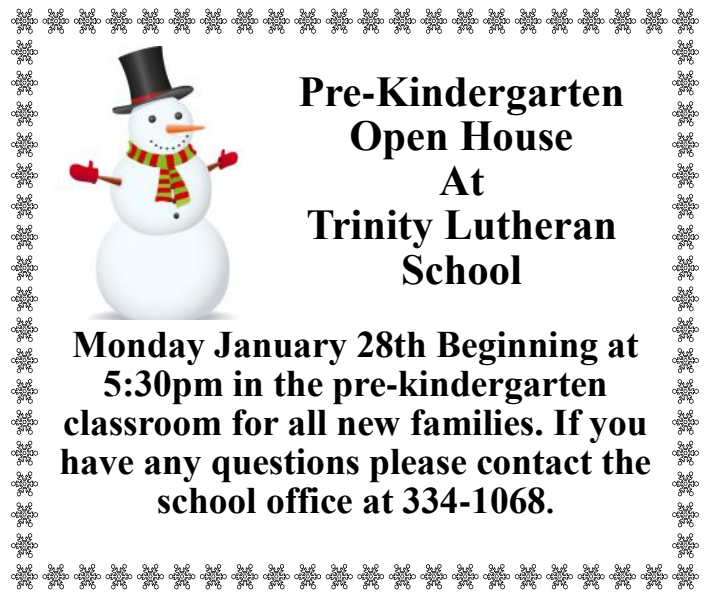 Pre-Kindergarten
Open House
At
Trinity Lutheran
School
Monday January 28th Beginning at
5:30pm in the pre-kindergarten
classroom for all new families. If you
have any questions please contact the
school office at 334-1068.